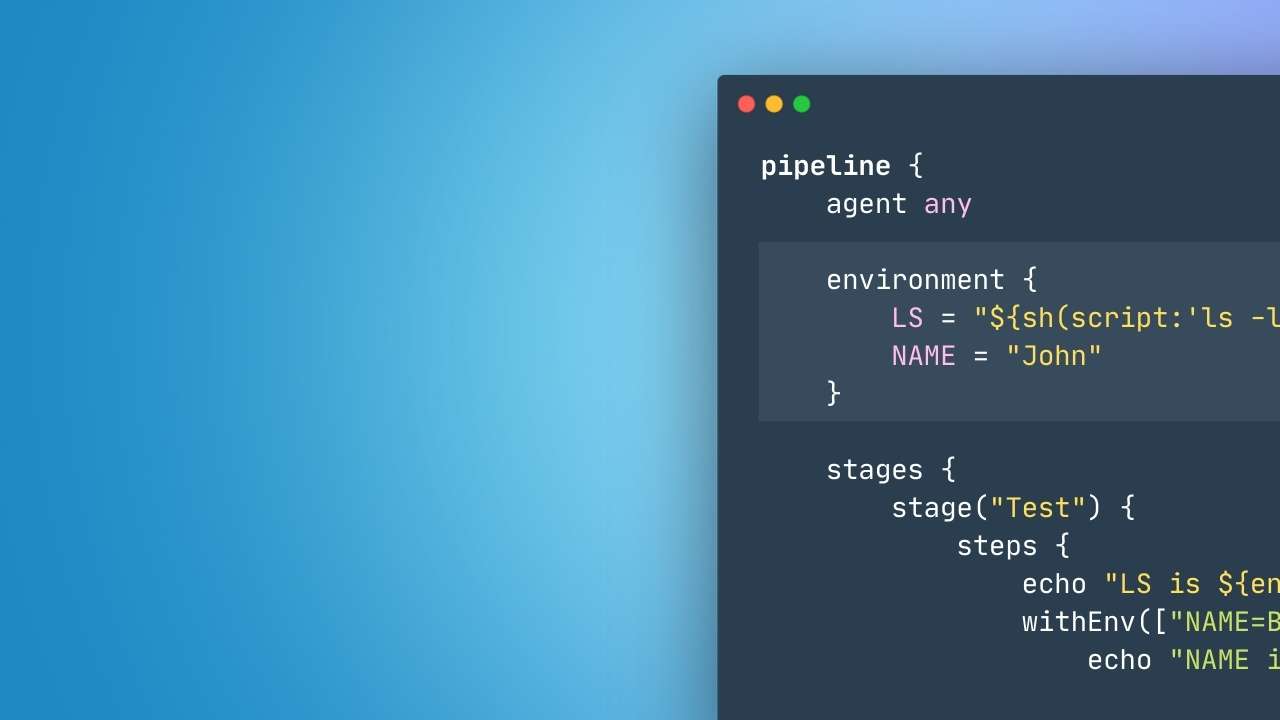 pipeline {
agent any
environment {
LS = "${sh(script:'ls -l
NAME = "John"
}
stages {
stage("Test") {
steps {
echo "LS is ${en
withEnv(["NAME=B
echo "NAME i